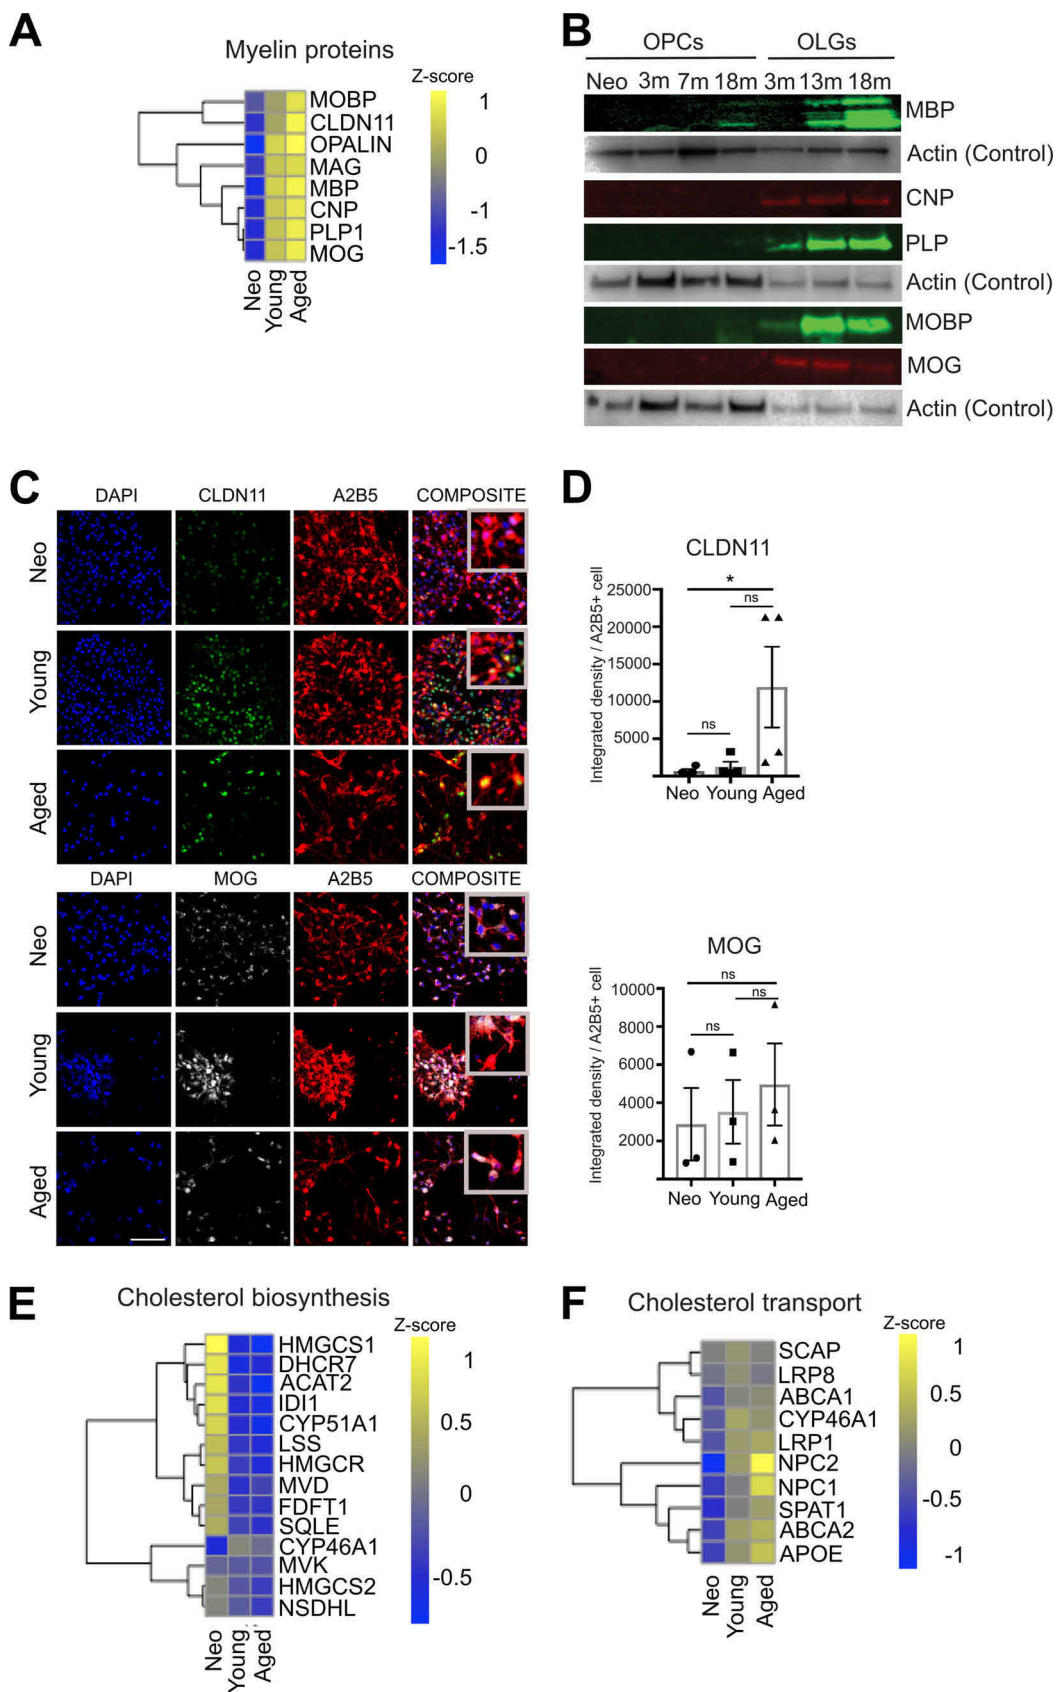 A
Myelin proteins
Z-score
MOBP
CLDN11
OPALIN
MAG
MBP
CNP
PLP1
MOG
1
0
-1
-1.5
Neo
Young
Aged
B
OPCs OLGs
Neo 3m 7m 18m 3m 13m 18m
MBP
Actin (Control)
CNP
PLP
Actin (Control)
MOBP
MOG
Actin (Control)
C
DAPI CLDN11 A2B5 COMPOSITE
Neo
Young
Aged
DAPI MOG A2B5 COMPOSITE
Neo
Young
Aged
D
CLDN11
Integrated density / A2B5+ cell
25000
20000
15000
10000
5000
*
ns
ns
Neo Young Aged
MOG
Integrated density / A2B5+ cell
10000
8000
6000
4000
2000
ns
ns
ns
Neo Young Aged
E
Cholesterol biosynthesis
Z-score
HMGCS1
DHCR7
ACAT2
IDI1
CYP51A1
LSS
HMGCR
MVD
FDFT1
SQLE
CYP46A1
MVK
HMGCS2
NSDHL
1
0.5
0
-0.5
Neo
Young
Aged
F
Cholesterol transport
Z-score
SCAP
LRP8
ABCA1
CYP46A1
LRP1
NPC2
NPC1
SPAT1
ABCA2
APOE
1
0.5
0
-0.5
-1
Neo
Young
Aged